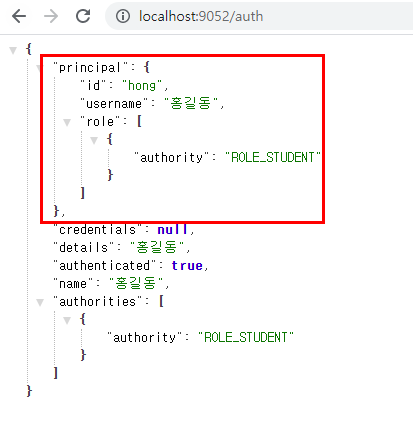 localhost:9052/auth
{
"principal": {
"id": "hong",
"username": "홍길동",
"role": [
{
"authority": "ROLE_STUDENT"
}
]
},
"credentials": null,
"details": "홍길동",
"authenticated": true,
"name": "홍길동",
"authorities": [
{
"authority": "ROLE_STUDENT"
}
]
}